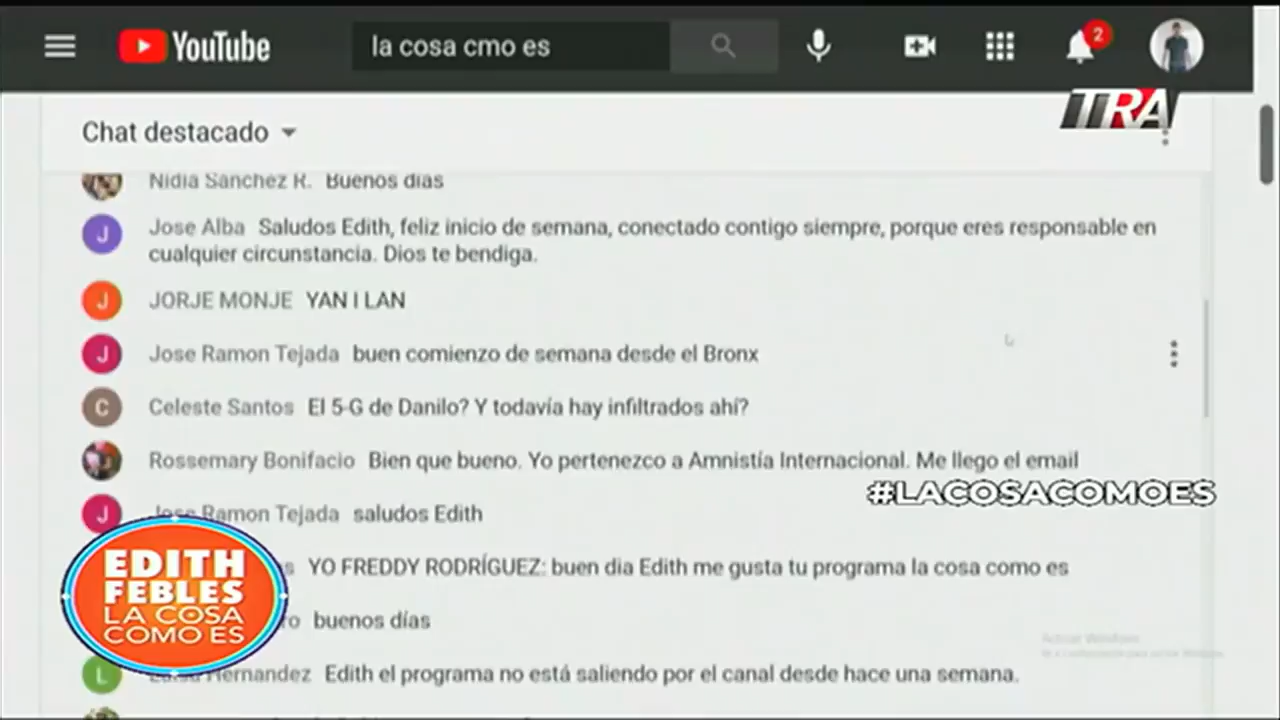 YouTube
la cosa cmo es
2
TRA
Chat destacado
Nidia Sanchez R. Buenos días
Jose Alba Saludos Edith, feliz inicio de semana, conectado contigo siempre, porque eres responsable en
cualquier circunstancia. Dios te bendiga.
J JORJE MONJE YAN I LAN
J Jose Ramon Tejada buen comienzo de semana desde el Bronx
C Celeste Santos El 5-G de Danilo? Y todavía hay infiltrados ahí?
Rossemary Bonifacio Bien que bueno. Yo pertenezco a Amnistía Internacional. Me llego el email
#LACOSACOMOES
J Jose Ramon Tejada saludos Edith
YO FREDDY RODRÍGUEZ: buen dia Edith me gusta tu programa la cosa como es
buenos días
L Hernandez Edith el programa no está saliendo por el canal desde hace una semana.
EDITH
FEBLES
LA COSA
COMO ES
Activar Windows